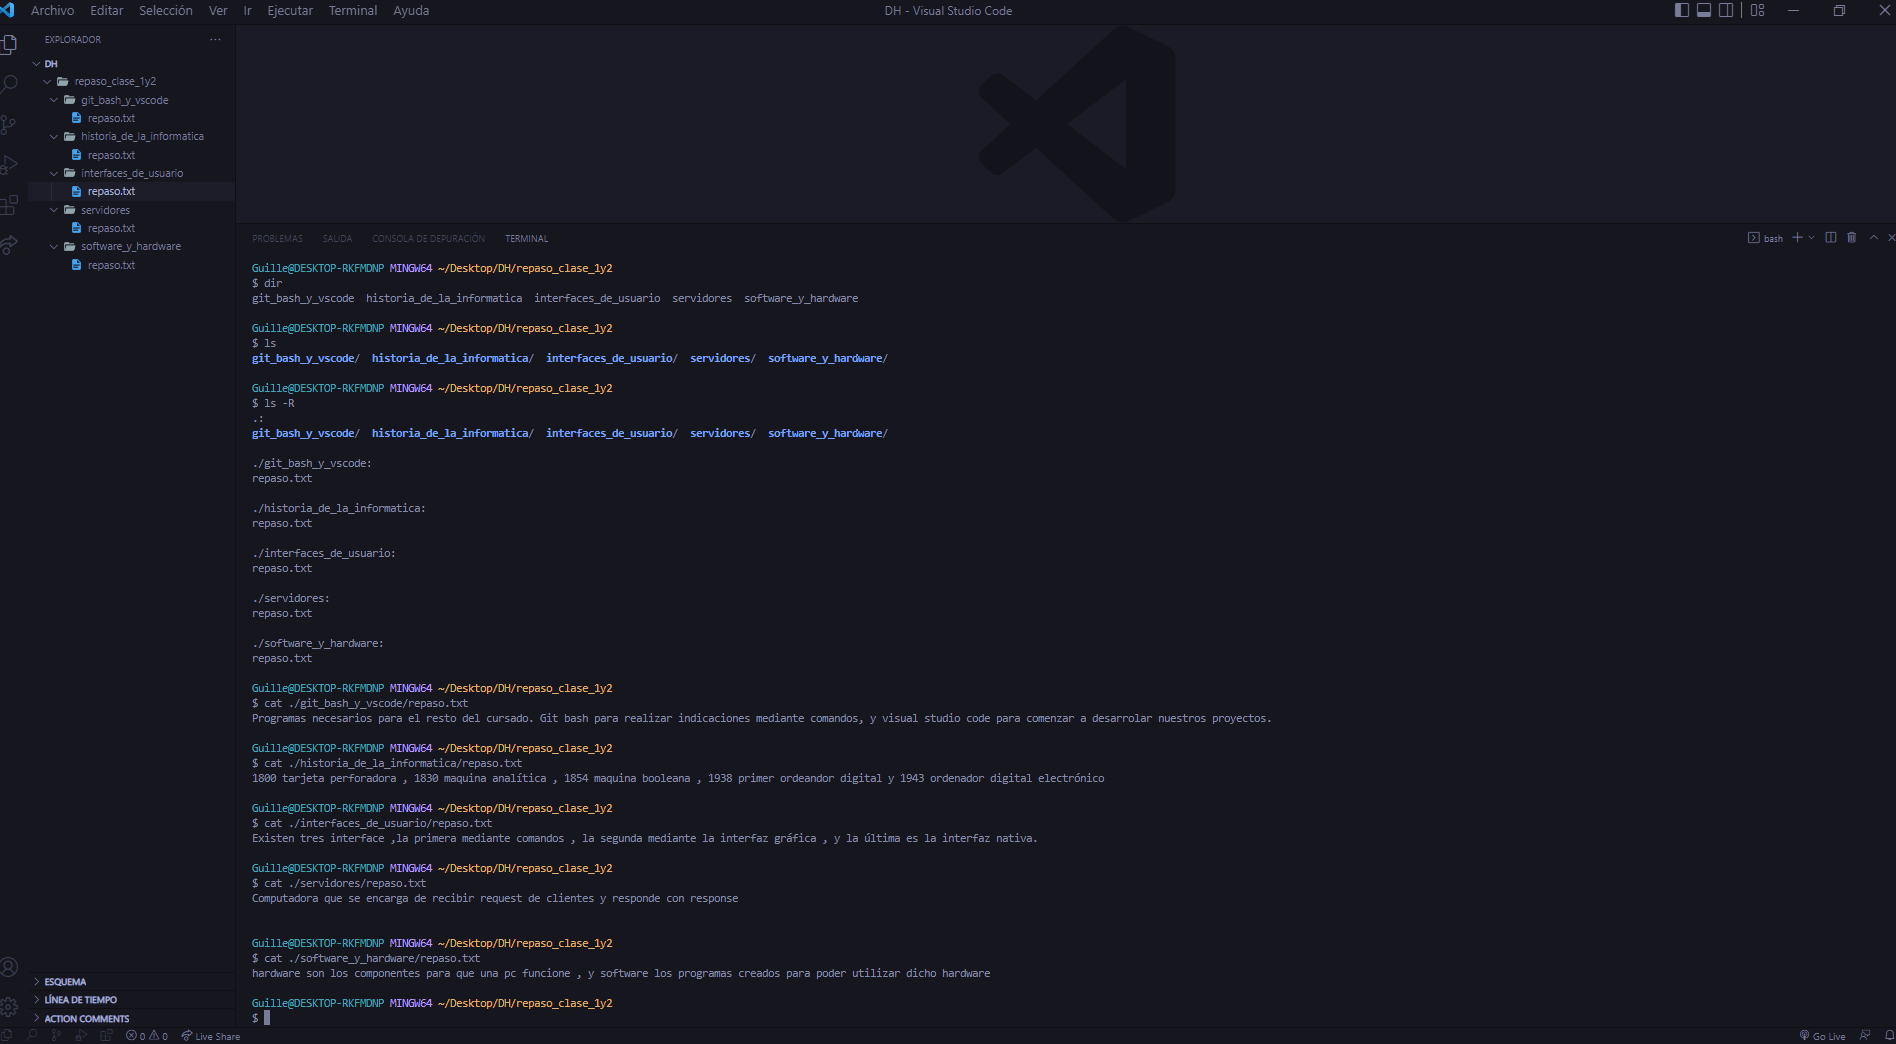 Archivo Editar Selección Ver Ir Ejecutar Terminal Ayuda
DH - Visual Studio Code
EXPLORADOR
DH
repaso_clase_1y2
git_bash_y_vscode
repaso.txt
historia_de_la_informatica
repaso.txt
interfaces_de_usuario
repaso.txt
servidores
repaso.txt
software_y_hardware
repaso.txt
ESQUEMA
LÍNEA DE TIEMPO
ACTION COMMENTS
PROBLEMAS SALIDA CONSOLA DE DEPURACIÓN TERMINAL
bash
Guille@DESKTOP-RKFMDNP MINGW64 ~/Desktop/DH/repaso_clase_1y2
$ dir
git_bash_y_vscode historia_de_la_informatica interfaces_de_usuario servidores software_y_hardware
Guille@DESKTOP-RKFMDNP MINGW64 ~/Desktop/DH/repaso_clase_1y2
$ ls
git_bash_y_vscode/ historia_de_la_informatica/ interfaces_de_usuario/ servidores/ software_y_hardware/
Guille@DESKTOP-RKFMDNP MINGW64 ~/Desktop/DH/repaso_clase_1y2
$ ls -R
.:
git_bash_y_vscode/ historia_de_la_informatica/ interfaces_de_usuario/ servidores/ software_y_hardware/
./git_bash_y_vscode:
repaso.txt
./historia_de_la_informatica:
repaso.txt
./interfaces_de_usuario:
repaso.txt
./servidores:
repaso.txt
./software_y_hardware:
repaso.txt
Guille@DESKTOP-RKFMDNP MINGW64 ~/Desktop/DH/repaso_clase_1y2
$ cat ./git_bash_y_vscode/repaso.txt
Programas necesarios para el resto del cursado. Git bash para realizar indicaciones mediante comandos, y visual studio code para comenzar a desarrolar nuestros proyectos.
Guille@DESKTOP-RKFMDNP MINGW64 ~/Desktop/DH/repaso_clase_1y2
$ cat ./historia_de_la_informatica/repaso.txt
1800 tarjeta perforadora , 1830 maquina analítica , 1854 maquina booleana , 1938 primer ordeandor digital y 1943 ordenador digital electrónico
Guille@DESKTOP-RKFMDNP MINGW64 ~/Desktop/DH/repaso_clase_1y2
$ cat ./interfaces_de_usuario/repaso.txt
Existen tres interface ,la primera mediante comandos , la segunda mediante la interfaz gráfica , y la última es la interfaz nativa.
Guille@DESKTOP-RKFMDNP MINGW64 ~/Desktop/DH/repaso_clase_1y2
$ cat ./servidores/repaso.txt
Computadora que se encarga de recibir request de clientes y responde con response
Guille@DESKTOP-RKFMDNP MINGW64 ~/Desktop/DH/repaso_clase_1y2
$ cat ./software_y_hardware/repaso.txt
hardware son los componentes para que una pc funcione , y software los programas creados para poder utilizar dicho hardware
Guille@DESKTOP-RKFMDNP MINGW64 ~/Desktop/DH/repaso_clase_1y2
$
0 0 Live Share
Go Live